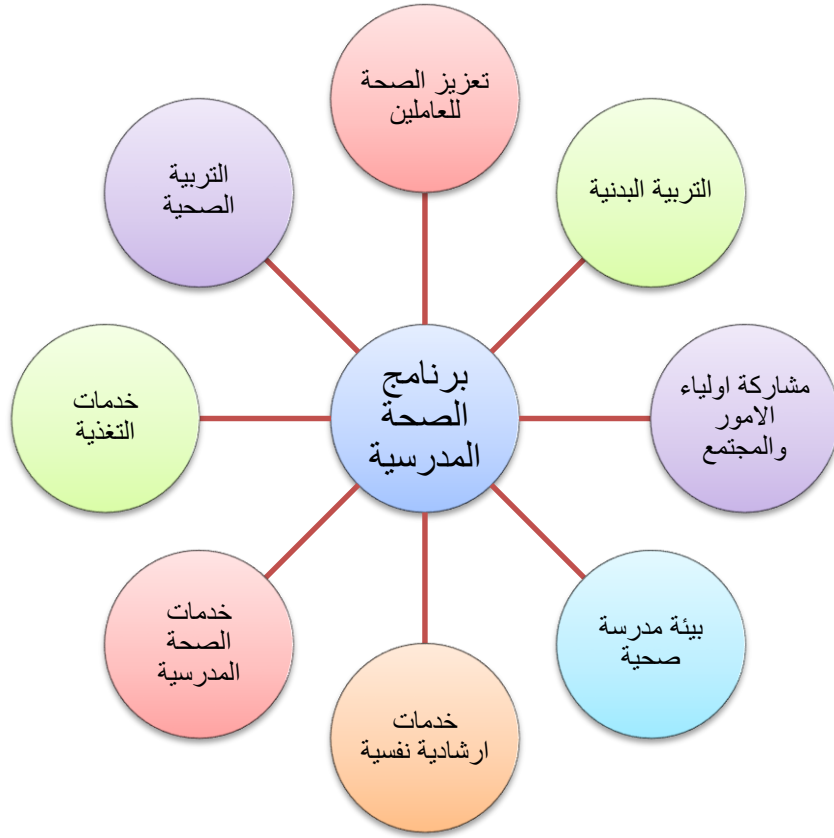 تعزيز الصحة
للعاملين
التربية البدنية
التربية
الصحية
برنامج
الصحة
المدرسية
مشاركة اولياء
الامور
والمجتمع
خدمات
التغذية
بيئة مدرسة
صحية
خدمات
الصحة
المدرسية
خدمات
ارشادية نفسية